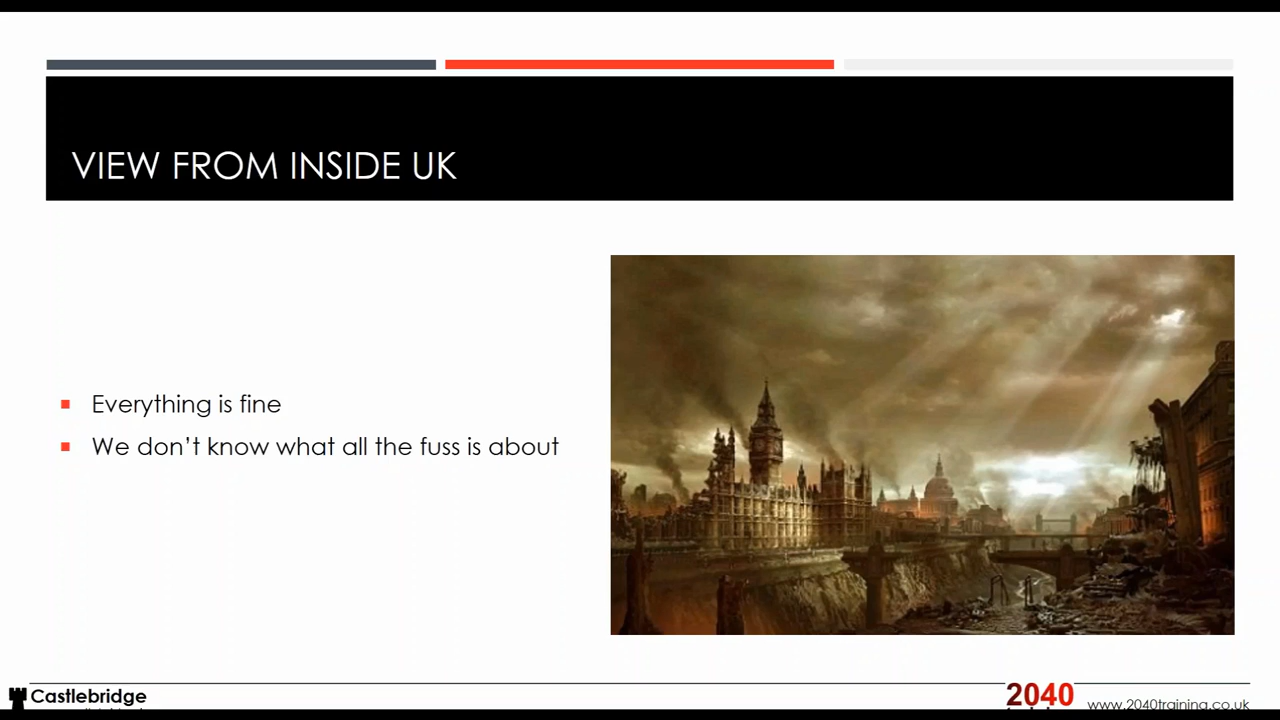 VIEW FROM INSIDE UK
Everything is fine
We don't know what all the fuss is about
Castlebridge
2040
www.2040training.co.uk